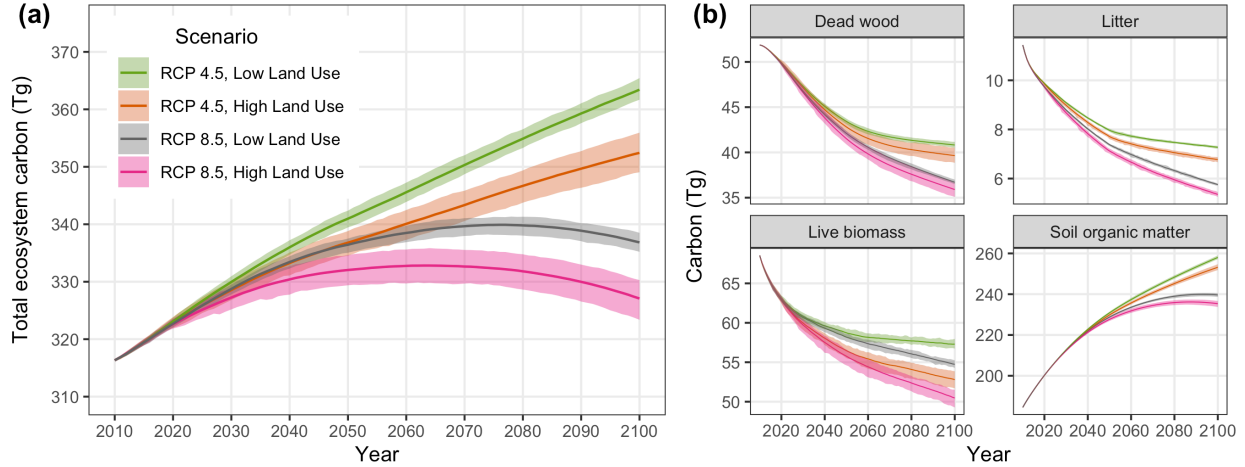 (a)
Total ecosystem carbon (Tg)
370
360
350
340
330
320
310
Scenario
RCP 4.5, Low Land Use
RCP 4.5, High Land Use
RCP 8.5, Low Land Use
RCP 8.5, High Land Use
2010 2020 2030 2040 2050 2060 2070 2080 2090 2100
Year
(b)
Carbon (Tg)
Dead wood
50
45
40
35
Litter
10
8
6
Live biomass
65
60
55
50
2020 2040 2060 2080 2100
Soil organic matter
260
240
220
200
2020 2040 2060 2080 2100
Year